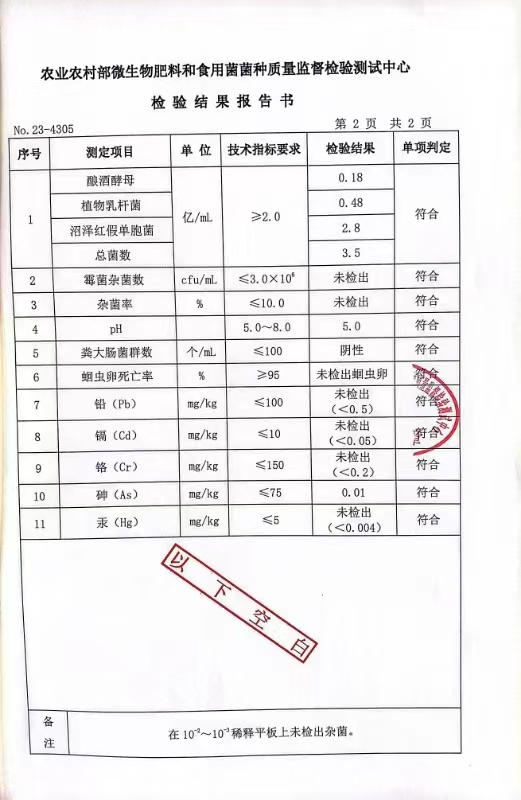 农业农村部微生物肥料和食用菌菌种质量监督检验测试中心
检验结果报告书
No. 23-4305 第 2 页 共 2 页
序号 测定项目 单 位 技术指标要求 检验结果 单项判定
1 酿酒酵母 亿/mL ≥2.0 0.18 符合
植物乳杆菌 0.48
沼泽红假单胞菌 2.8
总菌数 3.5
2 霉菌杂菌数 cfu/mL ≤3.0×10⁶ 未检出 符合
3 杂菌率 % ≤10.0 未检出 符合
4 pH 5.0～8.0 5.0 符合
5 粪大肠菌群数 个/mL ≤100 阴性 符合
6 蛔虫卵死亡率 % ≥95 未检出蛔虫卵 符合
7 铅（Pb） mg/kg ≤100 未检出（<0.5） 符合
8 镉（Cd） mg/kg ≤10 未检出（<0.05） 符合
9 铬（Cr） mg/kg ≤150 未检出（<0.2） 符合
10 砷（As） mg/kg ≤75 0.01 符合
11 汞（Hg） mg/kg ≤5 未检出（<0.004） 符合
以下空白
备注 在 10⁻²～10⁻³稀释平板上未检出杂菌。